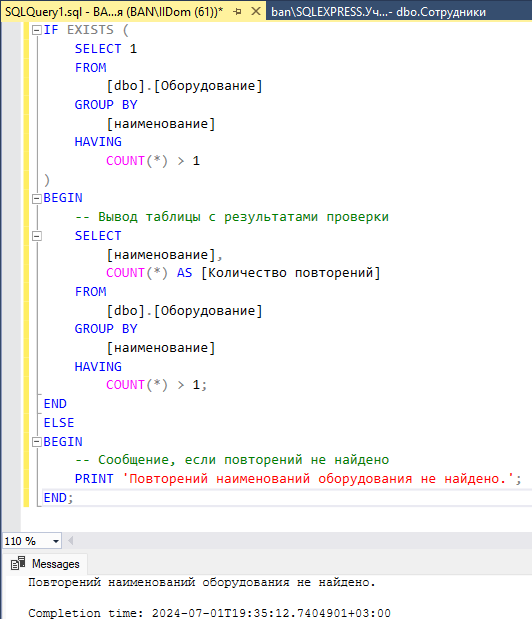 SQLQuery1.sql - BA...я (BAN\IIDom (61))* ban\SQLEXPRESS.Уч...- dbo.Сотрудники
IF EXISTS (
SELECT 1
FROM
[dbo].[Оборудование]
GROUP BY
[наименование]
HAVING
COUNT(*) > 1
)
BEGIN
-- Вывод таблицы с результатами проверки
SELECT
[наименование],
COUNT(*) AS [Количество повторений]
FROM
[dbo].[Оборудование]
GROUP BY
[наименование]
HAVING
COUNT(*) > 1;
END
ELSE
BEGIN
-- Сообщение, если повторений не найдено
PRINT 'Повторений наименований оборудования не найдено.';
END;
110 %
Messages
Повторений наименований оборудования не найдено.
Completion time: 2024-07-01T19:35:12.7404901+03:00